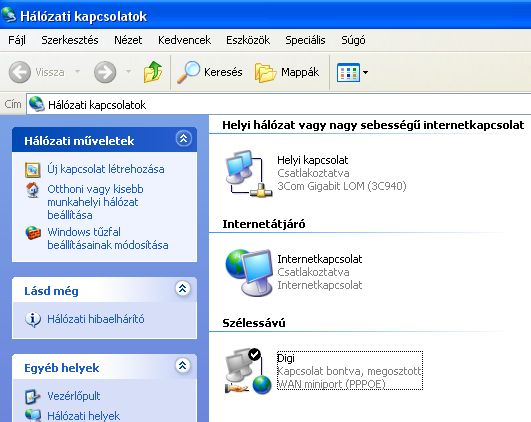 Hálózati kapcsolatok
Fájl Szerkesztés Nézet Kedvencek Eszközök Speciális Súgó
Vissza Keresés Mappák
Cím Hálózati kapcsolatok
Hálózati műveletek
Új kapcsolat létrehozása
Otthoni vagy kisebb
munkahelyi hálózat
beállítása
Windows tűzfal
beállításainak módosítása
Lásd még
Hálózati hibaelhárító
Egyéb helyek
Vezérlőpult
Hálózati helyek
Helyi hálózat vagy nagy sebességű internetkapcsolat
Helyi kapcsolat
Csatlakoztatva
3Com Gigabit LOM (3C940)
Internetátjáró
Internetkapcsolat
Csatlakoztatva
Internetkapcsolat
Szélessávú
Digi
Kapcsolat bontva, megosztott
WAN miniport (PPPOE)